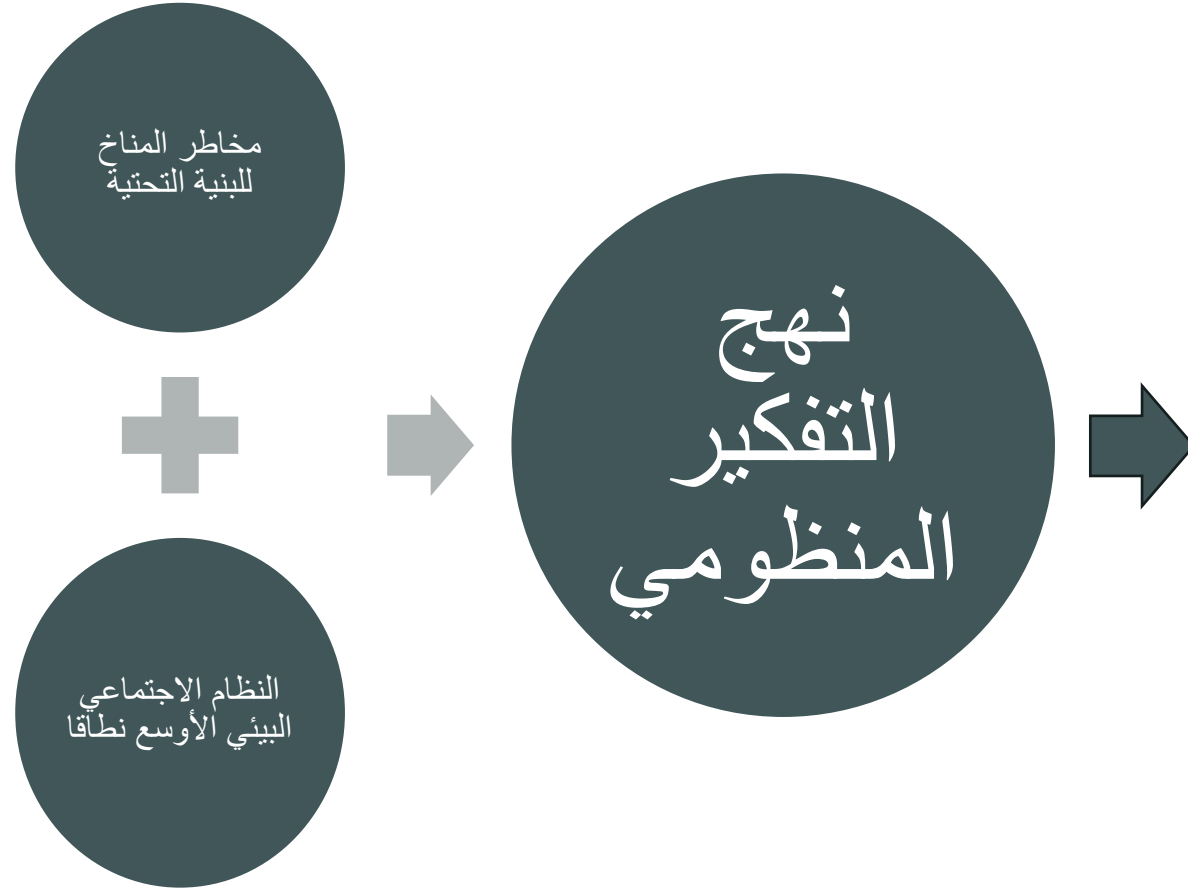 مخاطر المناخ
للبنية التحتية
النظام الاجتماعي
البيئي الأوسع نطاقا
نهج
التفكير
المنظومي